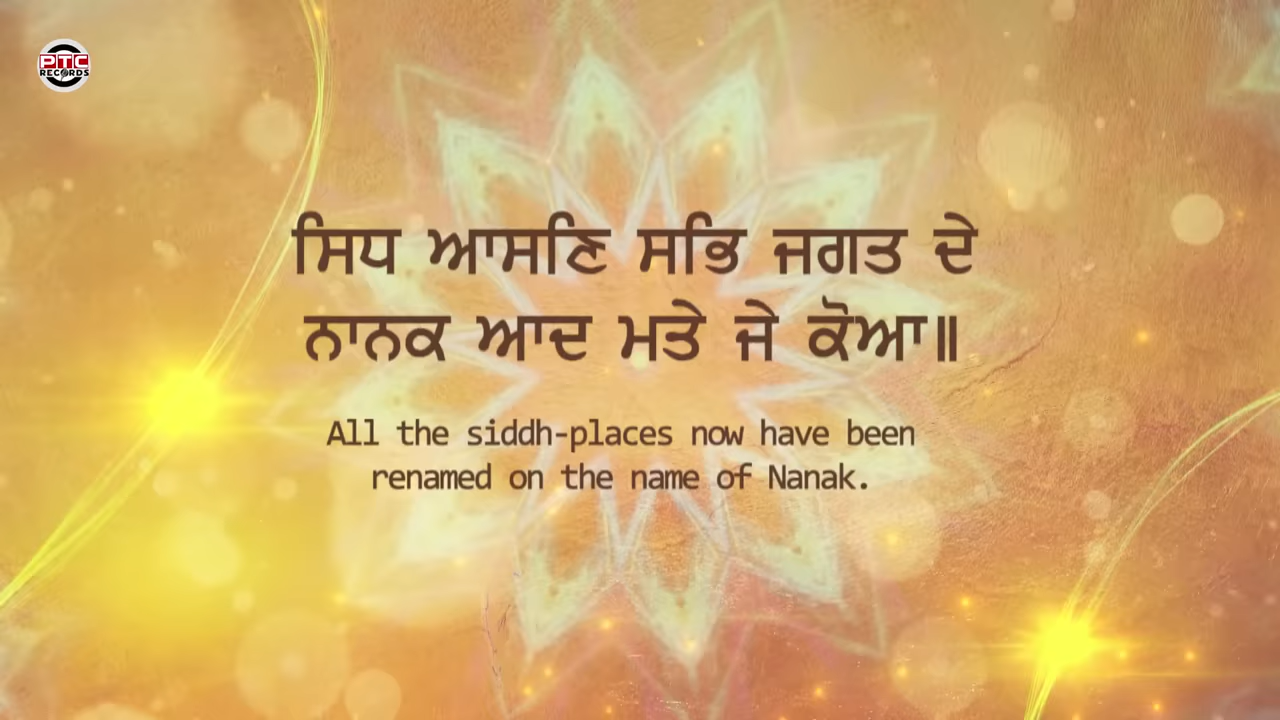 PTC
RECORDS
ਸਿਧ ਆਸਣਿ ਸਭਿ ਜਗਤ ਦੇ
ਨਾਨਕ ਆਦ ਮਤੇ ਜੇ ਕੋਆ॥
All the siddh-places now have been
renamed on the name of Nanak.